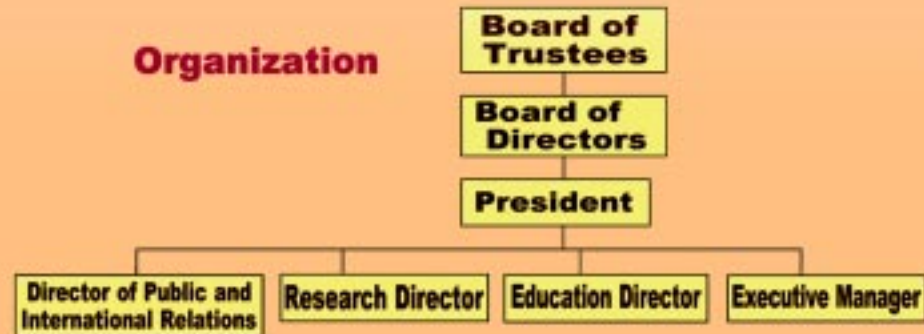 Organization
Board of
Trustees
Board of
Directors
President
Director of Public and
International Relations
Research Director
Education Director
Executive Manager